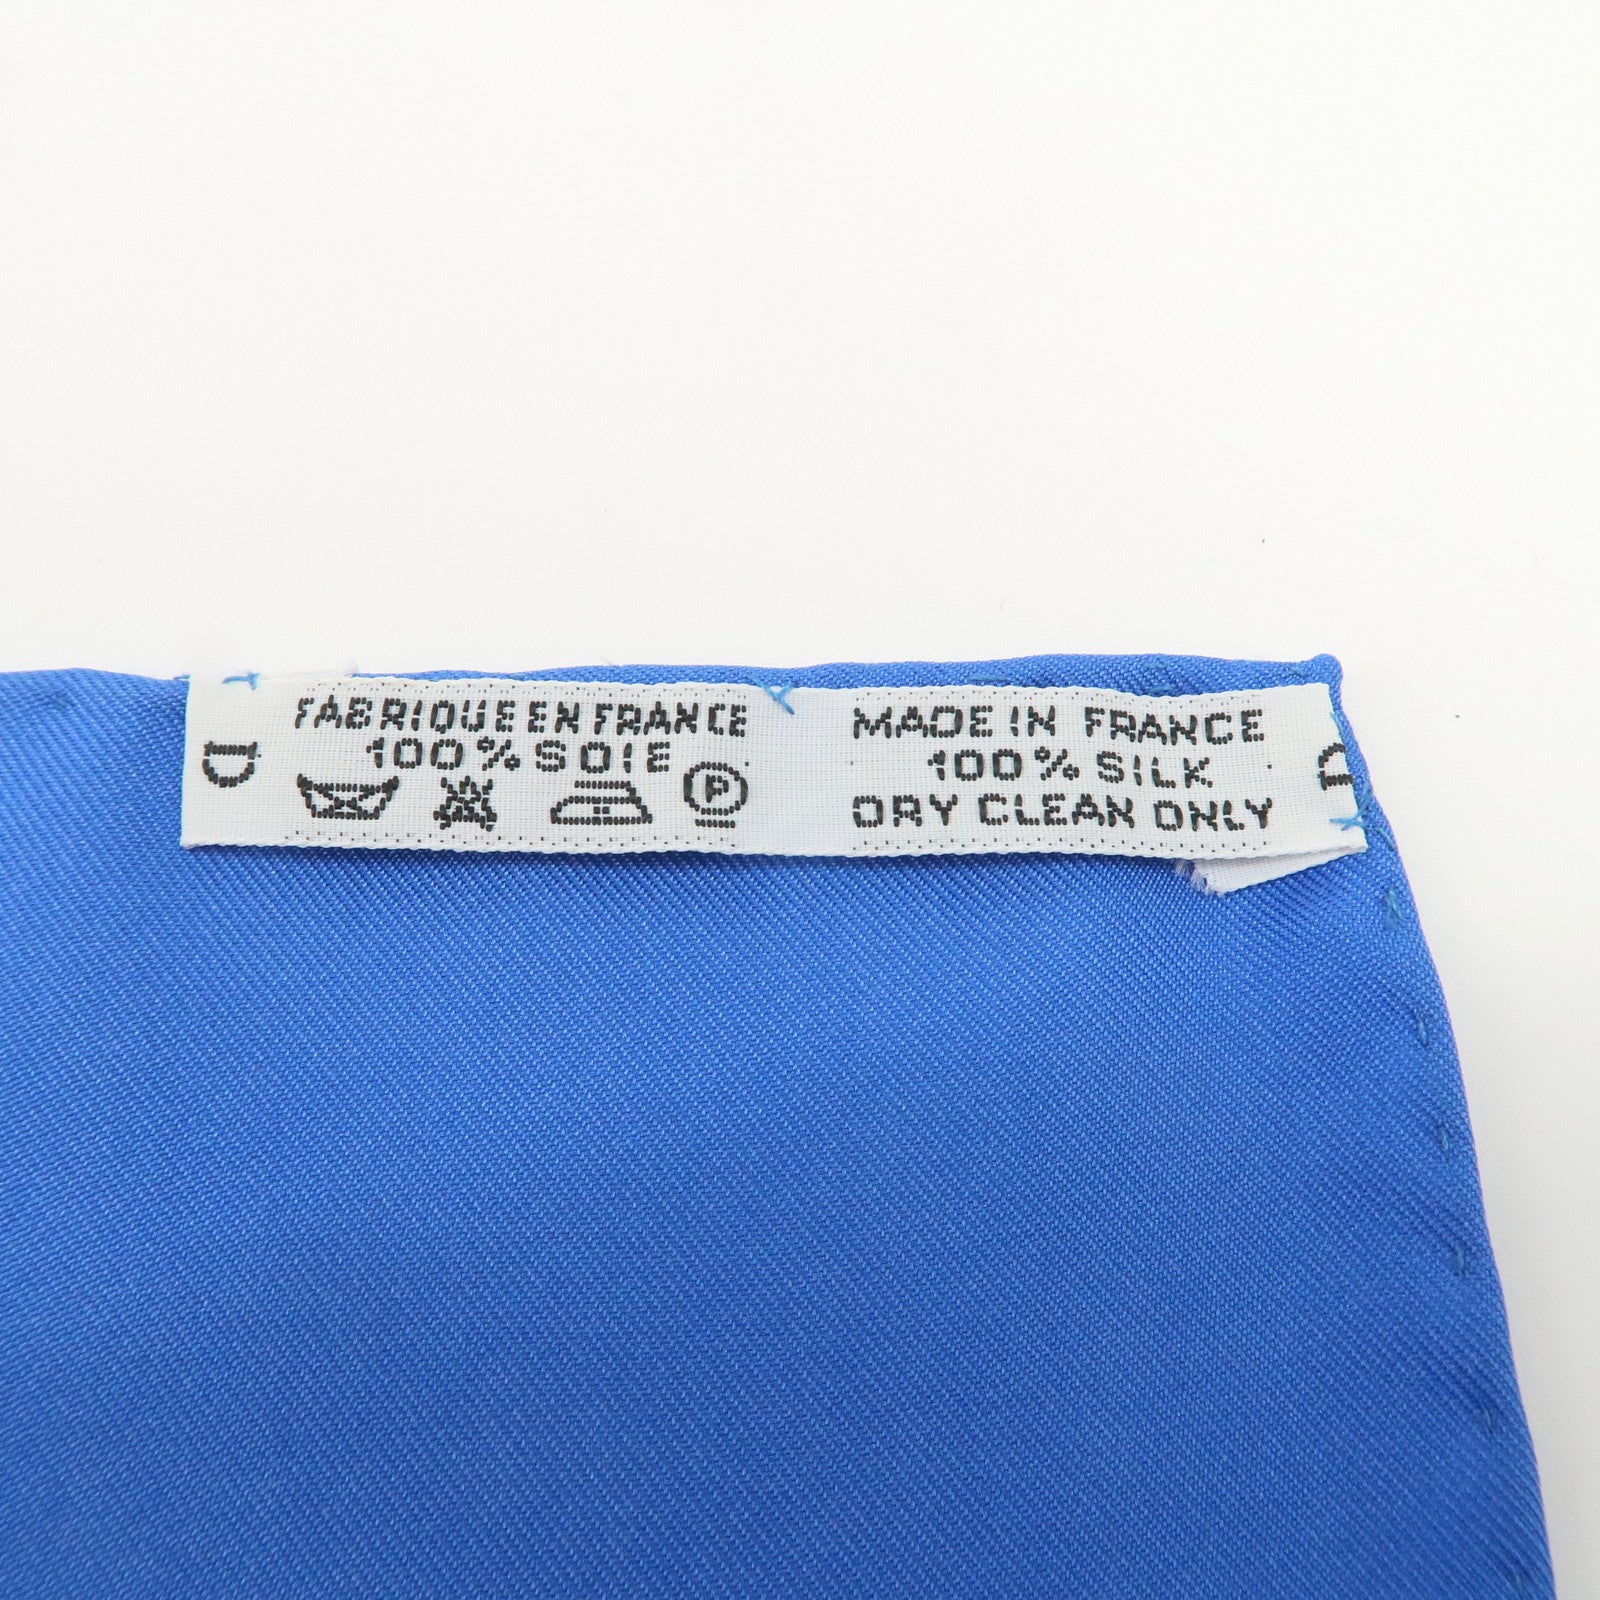 D
FABRIQUE EN FRANCE
100% SOIE
P
MADE IN FRANCE
100% SILK
DRY CLEAN ONLY